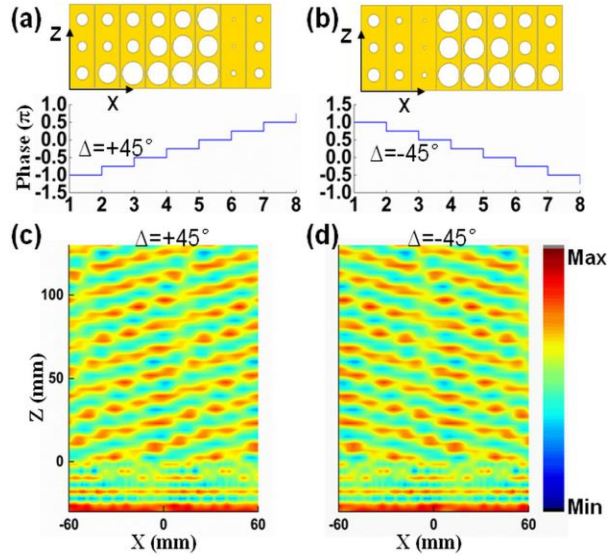 (a)
Z
X
(b)
Z
X
Phase (π)
1.0
0.5
0.0
-0.5
-1.0
-1.5
Δ=+45°
1 2 3 4 5 6 7 8
1.5
1.0
0.5
0.0
-0.5
-1.0
Δ=-45°
1 2 3 4 5 6 7 8
(c)
Δ=+45°
Z (mm)
100
50
0
-60 60
X (mm)
(d)
Δ=-45°
-60 60
X (mm)
Max
Min